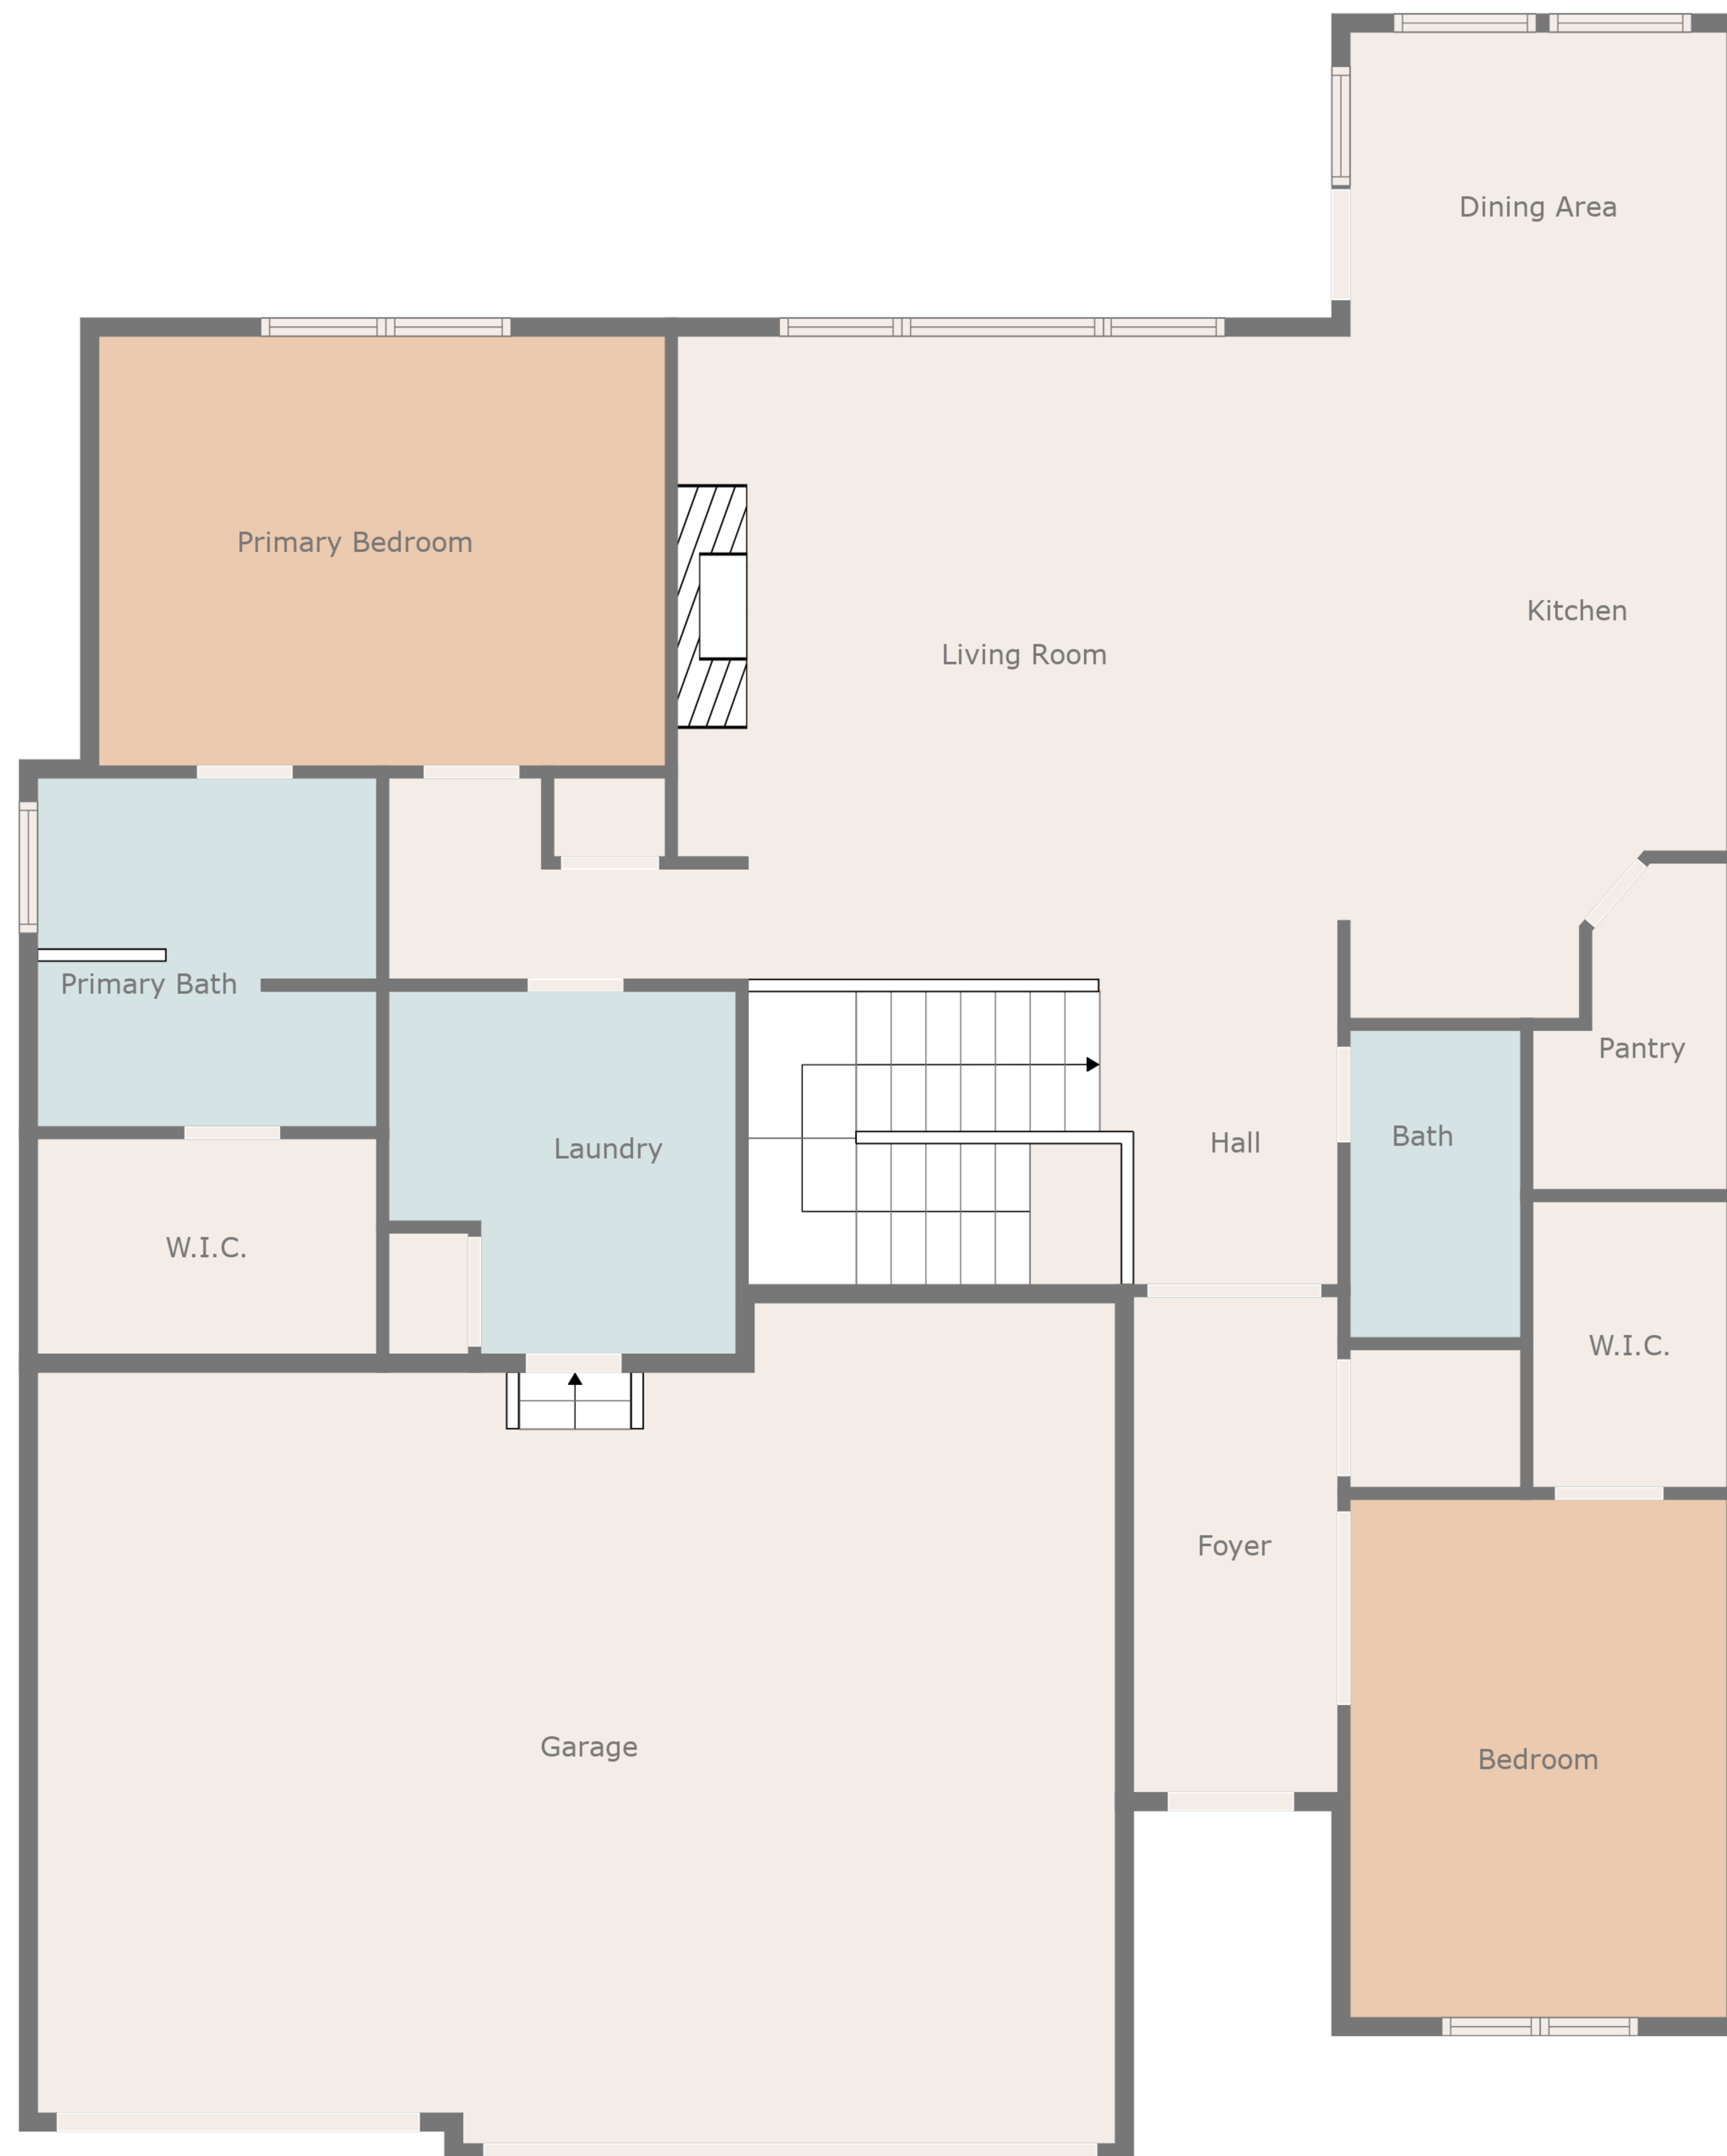 Dining Area
Primary Bedroom
Kitchen
Living Room
Primary Bath
Pantry
Bath
Hall
Laundry
W.I.C.
W.I.C.
Foyer
Garage
Bedroom